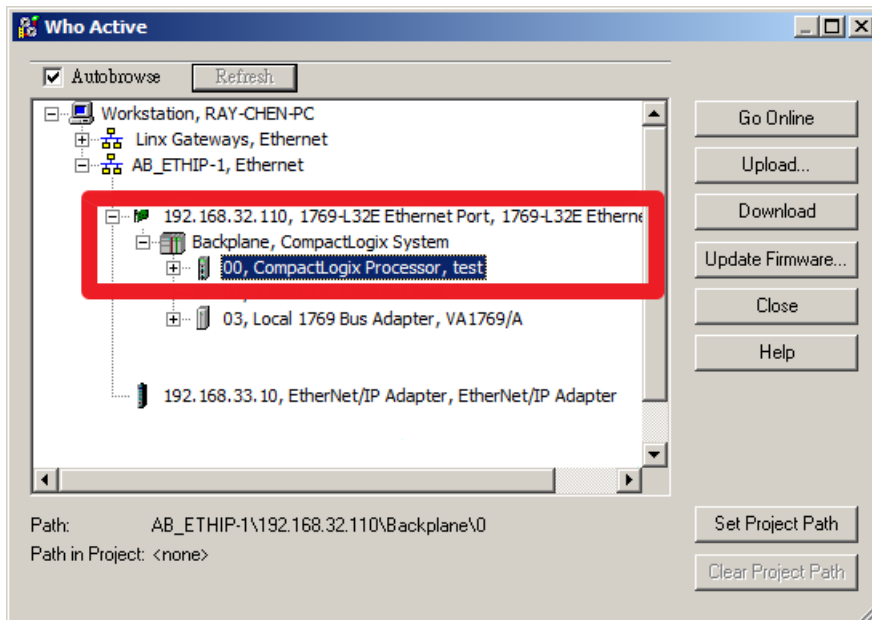 Who Active
Autobrowse
Refresh
Workstation, RAY-CHEN-PC
Linx Gateways, Ethernet
AB_ETHIP-1, Ethernet
192.168.32.110, 1769-L32E Ethernet Port, 1769-L32E Etherne
Backplane, CompactLogix System
00, CompactLogix Processor, test
03, Local 1769 Bus Adapter, VA1769/A
192.168.33.10, EtherNet/IP Adapter, EtherNet/IP Adapter
Go Online
Upload...
Download
Update Firmware...
Close
Help
Path: AB_ETHIP-1\192.168.32.110\Backplane\0
Path in Project: <none>
Set Project Path
Clear Project Path